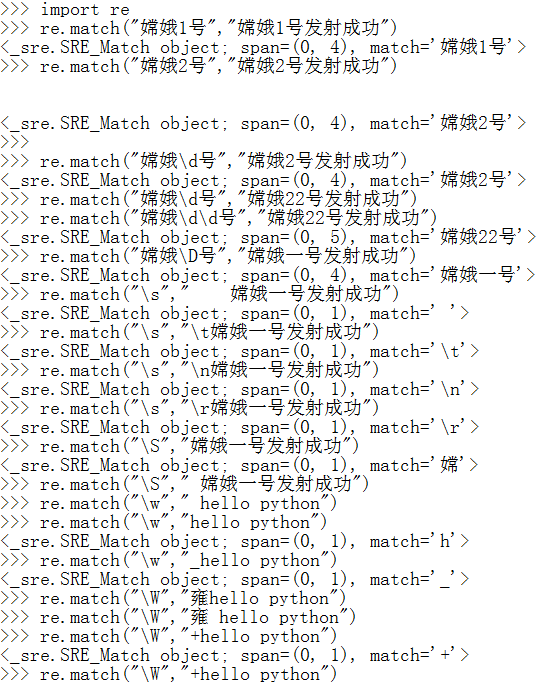 >>> import re
>>> re.match("嫦娥1号","嫦娥1号发射成功")
<_sre.SRE_Match object; span=(0, 4), match='嫦娥1号'>
>>> re.match("嫦娥2号","嫦娥2号发射成功")
<_sre.SRE_Match object; span=(0, 4), match='嫦娥2号'>
>>>
>>> re.match("嫦娥\d号","嫦娥2号发射成功")
<_sre.SRE_Match object; span=(0, 4), match='嫦娥2号'>
>>> re.match("嫦娥\d号","嫦娥22号发射成功")
>>> re.match("嫦娥\d\d号","嫦娥22号发射成功")
<_sre.SRE_Match object; span=(0, 5), match='嫦娥22号'>
>>> re.match("嫦娥\D号","嫦娥一号发射成功")
<_sre.SRE_Match object; span=(0, 4), match='嫦娥一号'>
>>> re.match("\s","   嫦娥一号发射成功")
<_sre.SRE_Match object; span=(0, 1), match=' '>
>>> re.match("\s","\t嫦娥一号发射成功")
<_sre.SRE_Match object; span=(0, 1), match='\t'>
>>> re.match("\s","\n嫦娥一号发射成功")
<_sre.SRE_Match object; span=(0, 1), match='\n'>
>>> re.match("\s","\r嫦娥一号发射成功")
<_sre.SRE_Match object; span=(0, 1), match='\r'>
>>> re.match("\S","嫦娥一号发射成功")
<_sre.SRE_Match object; span=(0, 1), match='嫦'>
>>> re.match("\S"," 嫦娥一号发射成功")
>>> re.match("\w"," hello python")
>>> re.match("\w","hello python")
<_sre.SRE_Match object; span=(0, 1), match='h'>
>>> re.match("\w","_hello python")
<_sre.SRE_Match object; span=(0, 1), match='_'>
>>> re.match("\W","雍hello python")
>>> re.match("\W","雍 hello python")
>>> re.match("\W","+hello python")
<_sre.SRE_Match object; span=(0, 1), match='+'>
>>> re.match("\W","+hello python")